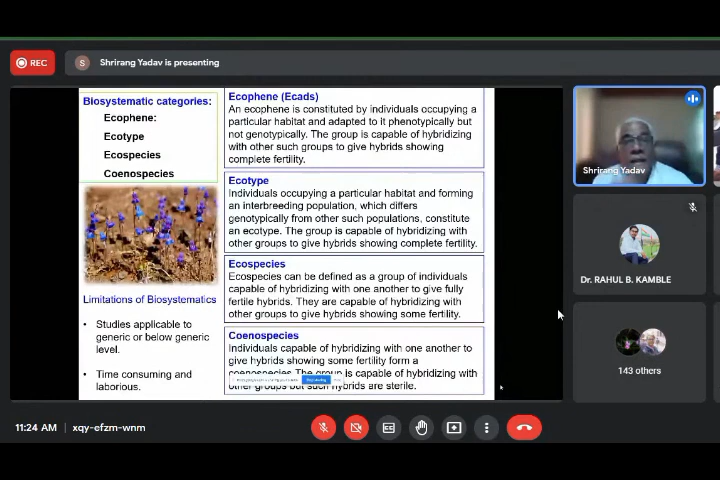 REC
S
Shrirang Yadav is presenting
Biosystematic categories:
Ecophene:
Ecotype
Ecospecies
Coenospecies
Limitations of Biosystematics
• Studies applicable to
generic or below generic
level.
• Time consuming and
laborious.
Ecophene (Ecads)
An ecophene is constituted by individuals occupying a
particular habitat and adapted to it phenotypically but
not genotypically. The group is capable of hybridizing
with other such groups to give hybrids showing
complete fertility.
Ecotype
Individuals occupying a particular habitat and forming
an interbreeding population, which differs
genotypically from other such populations, constitute
an ecotype. The group is capable of hybridizing with
other groups to give hybrids showing complete fertility.
Ecospecies
Ecospecies can be defined as a group of individuals
capable of hybridizing with one another to give fully
fertile hybrids. They are capable of hybridizing with
other groups to give hybrids showing some fertility.
Coenospecies
Individuals capable of hybridizing with one another to
give hybrids showing some fertility form a
coenospecies. The group is capable of hybridizing with
other groups but such hybrids are sterile.
Shrirang Yadav
Dr. RAHUL B. KAMBLE
143 others
11:24 AM | xqy-efzm-wnm
CC